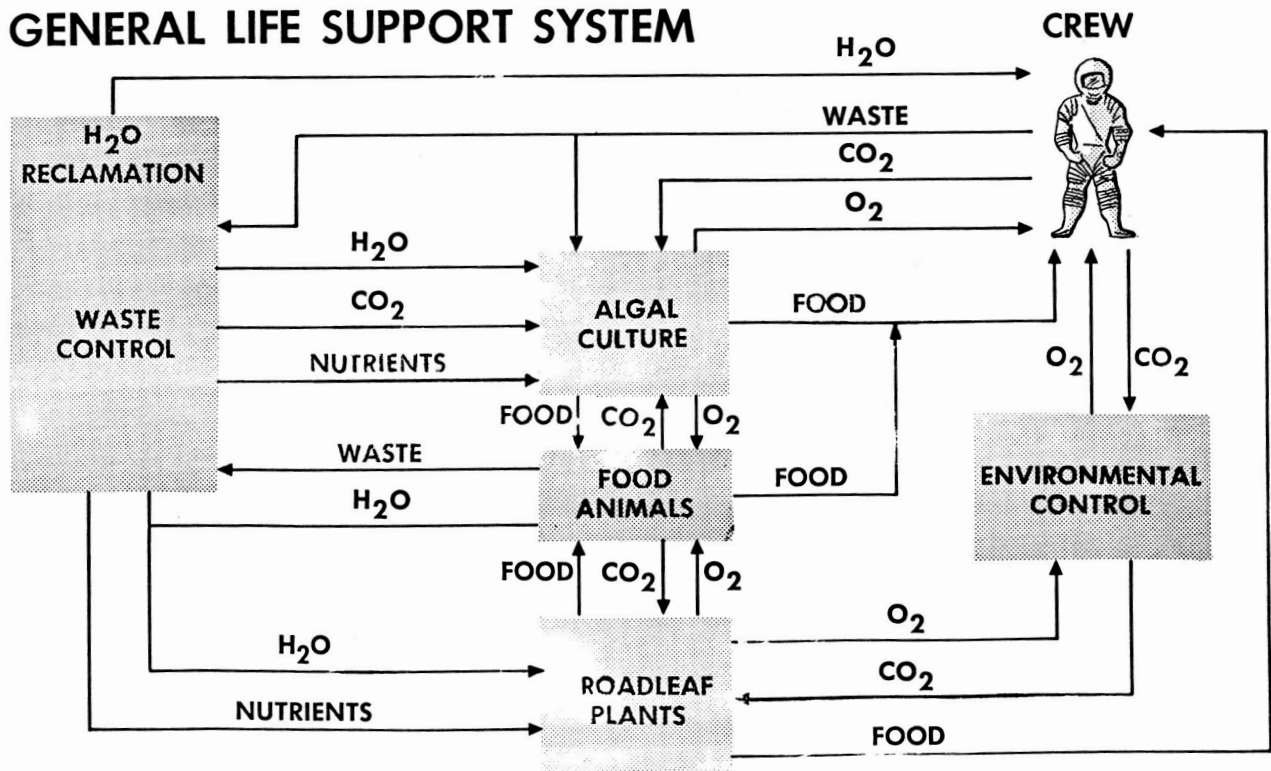 GENERAL LIFE SUPPORT SYSTEM
CREW
H₂O
H₂O
RECLAMATION
WASTE
CO₂
O₂
H₂O
CO₂
NUTRIENTS
WASTE
CONTROL
ALGAL
CULTURE
FOOD
O₂
CO₂
FOOD
CO₂
O₂
WASTE
H₂O
FOOD
ANIMALS
FOOD
ENVIRONMENTAL
CONTROL
FOOD
CO₂
O₂
H₂O
NUTRIENTS
ROADLEAF
PLANTS
O₂
CO₂
FOOD